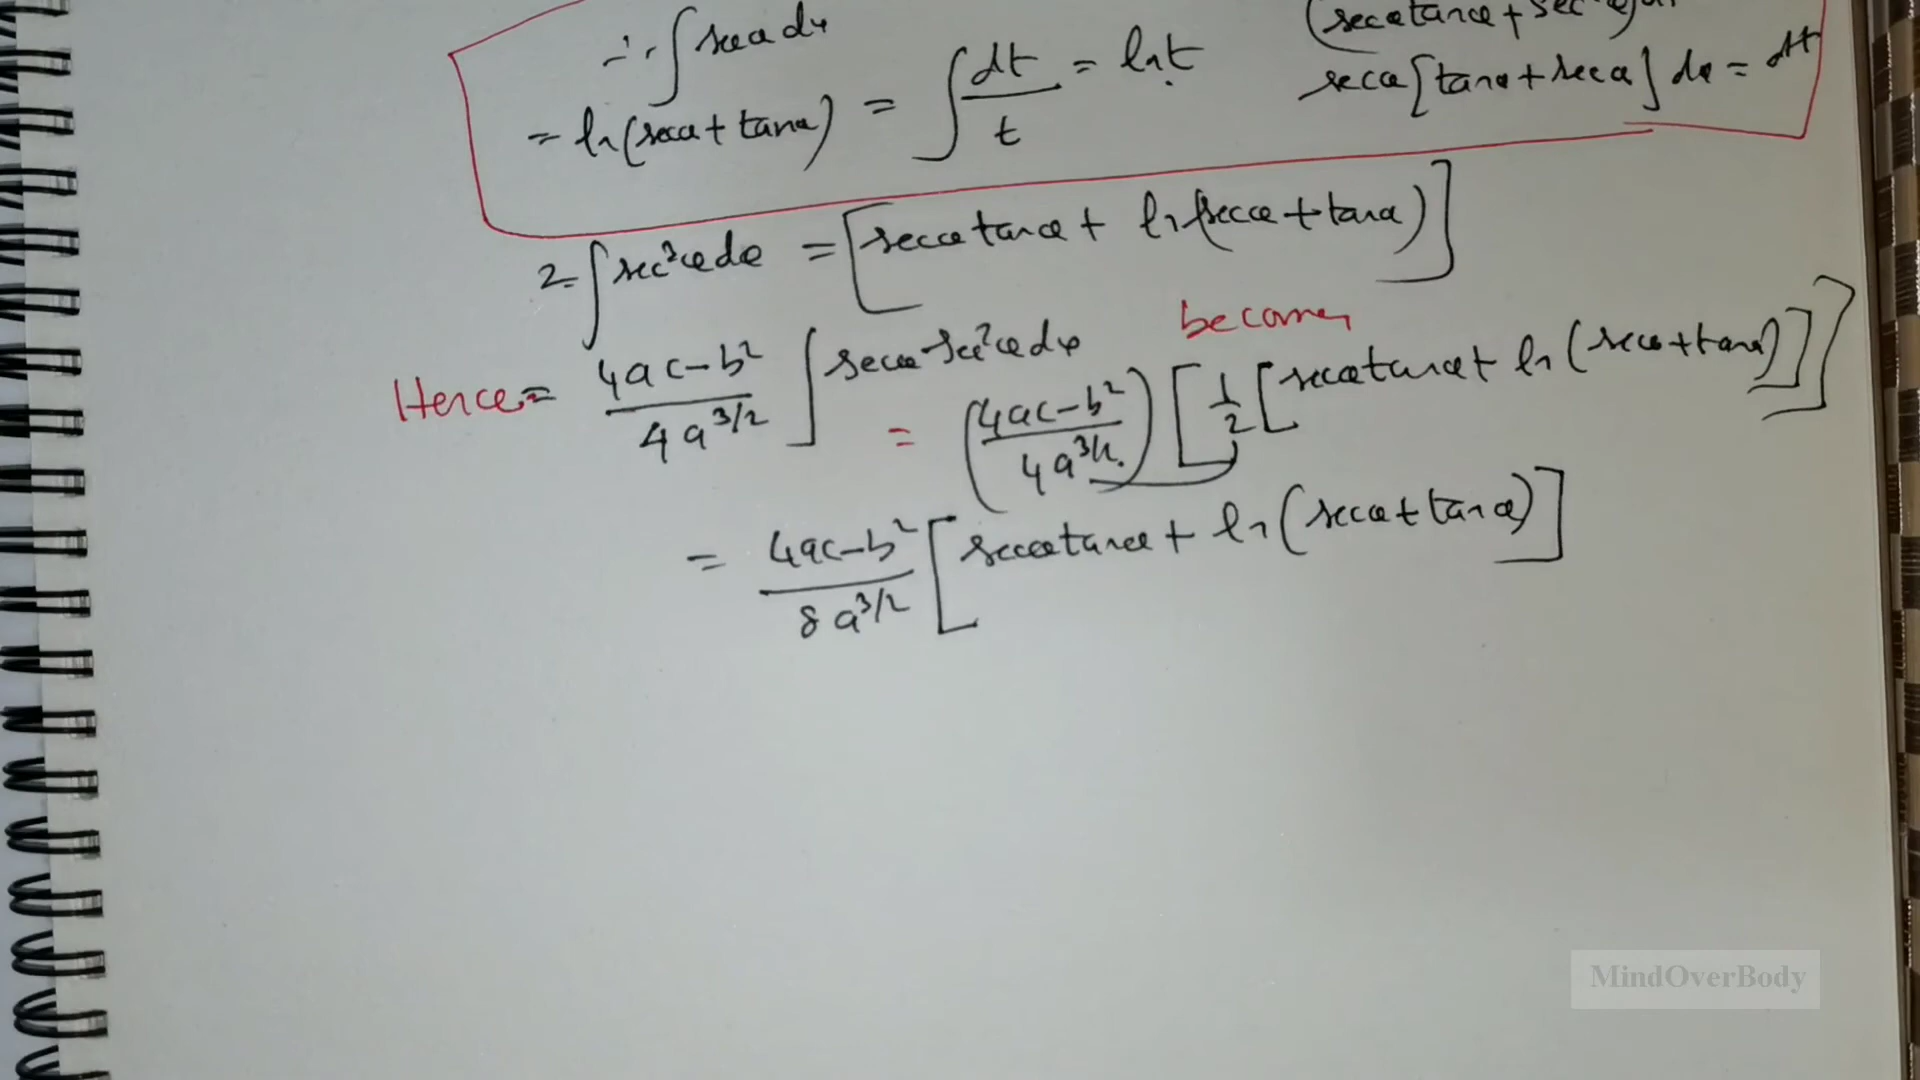 ∴ ∫ secα dα (secα tanα + sec²α) dα
= ln(secα + tanα) = ∫ dt/t = ln t secα [tanα + secα] dα = dt
2 ∫ sec³α dα = [secα tanα + ln(secα + tanα)]
Hence = (4ac-b²)/(4a^3/2) ∫ secα sec²α dα becomes
= ((4ac-b²)/(4a^3/2)) [1/2 [secα tanα + ln(secα + tanα)]]
= (4ac-b²)/(8a^3/2) [secα tanα + ln(secα + tanα)]
MindOverBody